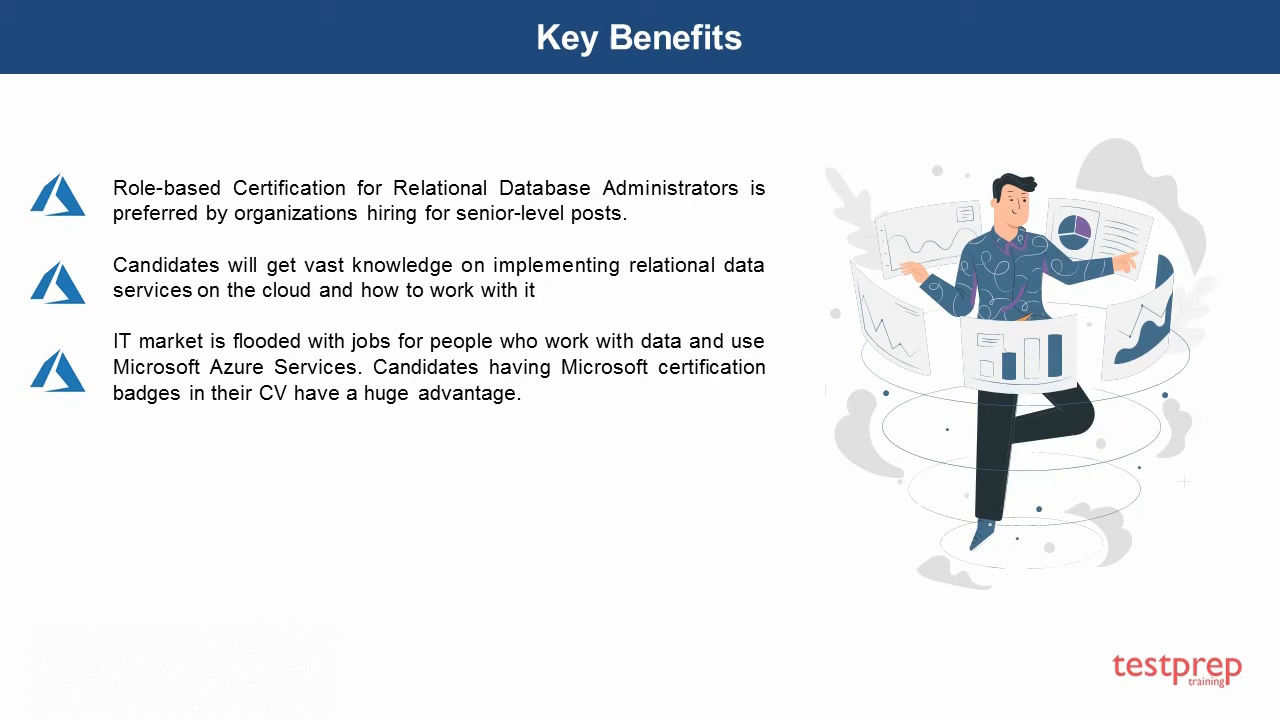 Key Benefits
Role-based Certification for Relational Database Administrators is
preferred by organizations hiring for senior-level posts.
Candidates will get vast knowledge on implementing relational data
services on the cloud and how to work with it
IT market is flooded with jobs for people who work with data and use
Microsoft Azure Services. Candidates having Microsoft certification
badges in their CV have a huge advantage.
testprep
training